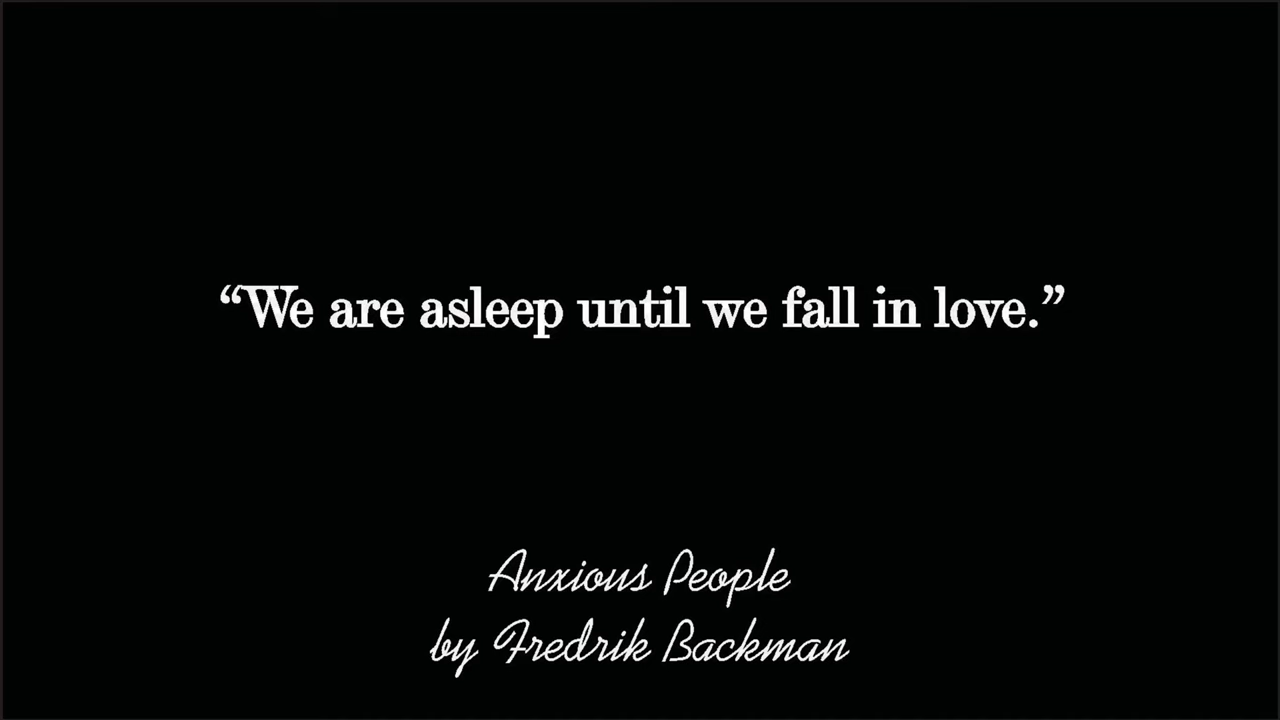 “We are asleep until we fall in love.”
Anxious People
by Fredrik Backman